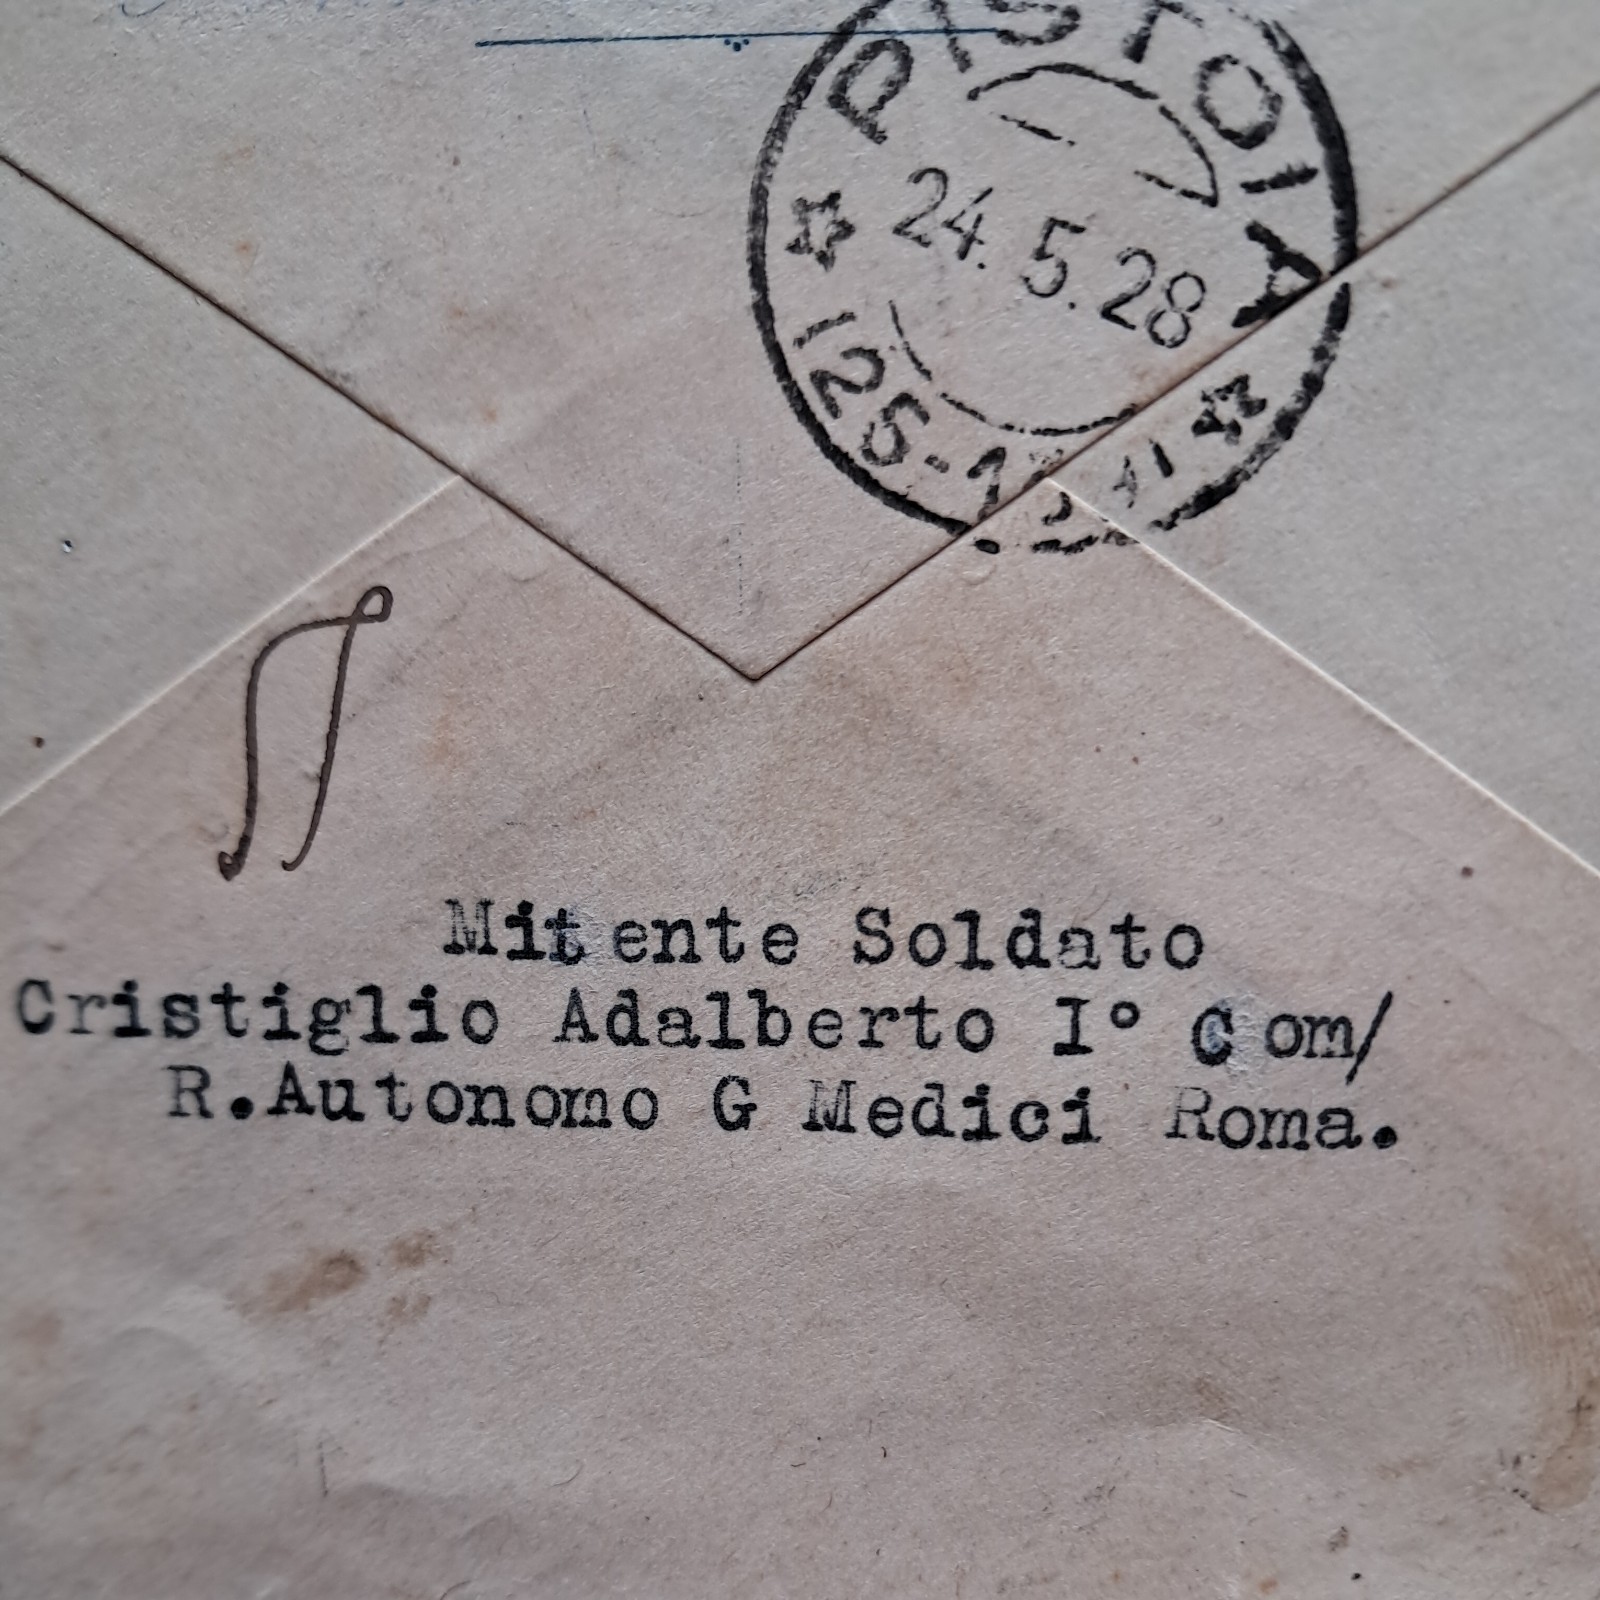 PISTOIA
24.5.28
Mitente Soldato
Cristiglio Adalberto I° Com/
R.Autonomo G Medici Roma.